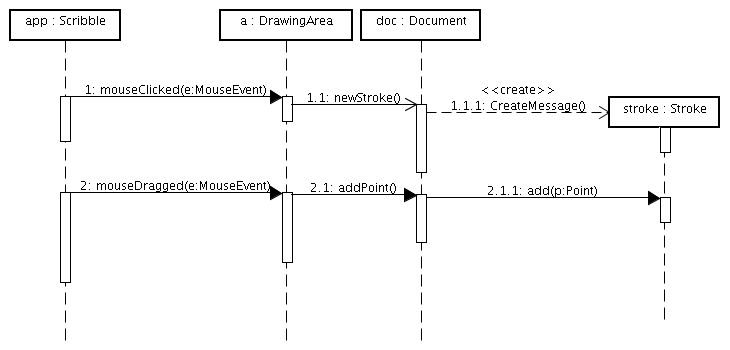 app : Scribble
a : DrawingArea
doc : Document
1: mouseClicked(e:MouseEvent)
1.1: newStroke()
<<create>>
1.1.1: CreateMessage()
stroke : Stroke
2: mouseDragged(e:MouseEvent)
2.1: addPoint()
2.1.1: add(p:Point)